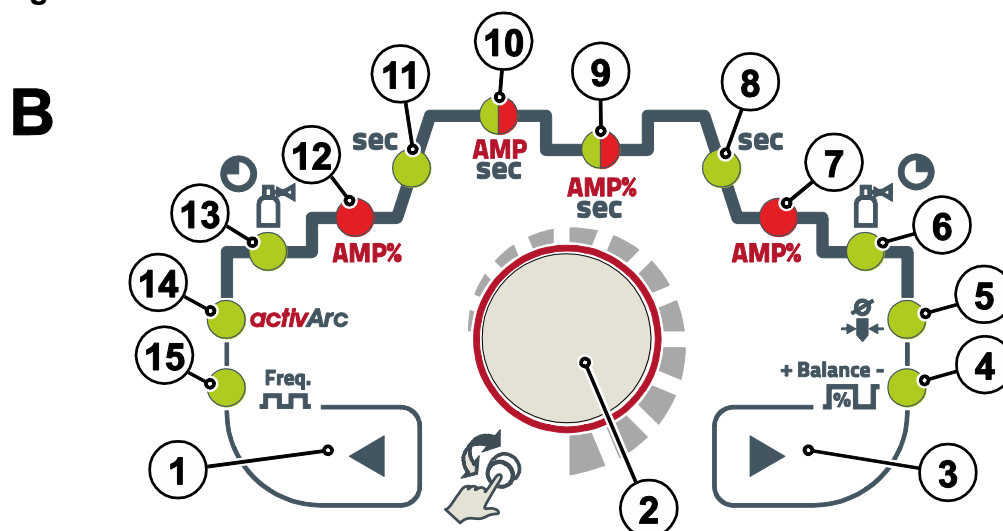 B
10
11
9
8
sec
AMP
sec
sec
12
AMP%
sec
7
13
AMP%
AMP%
6
14
activArc
5
15
Freq.
+ Balance -
%
4
1
3
2